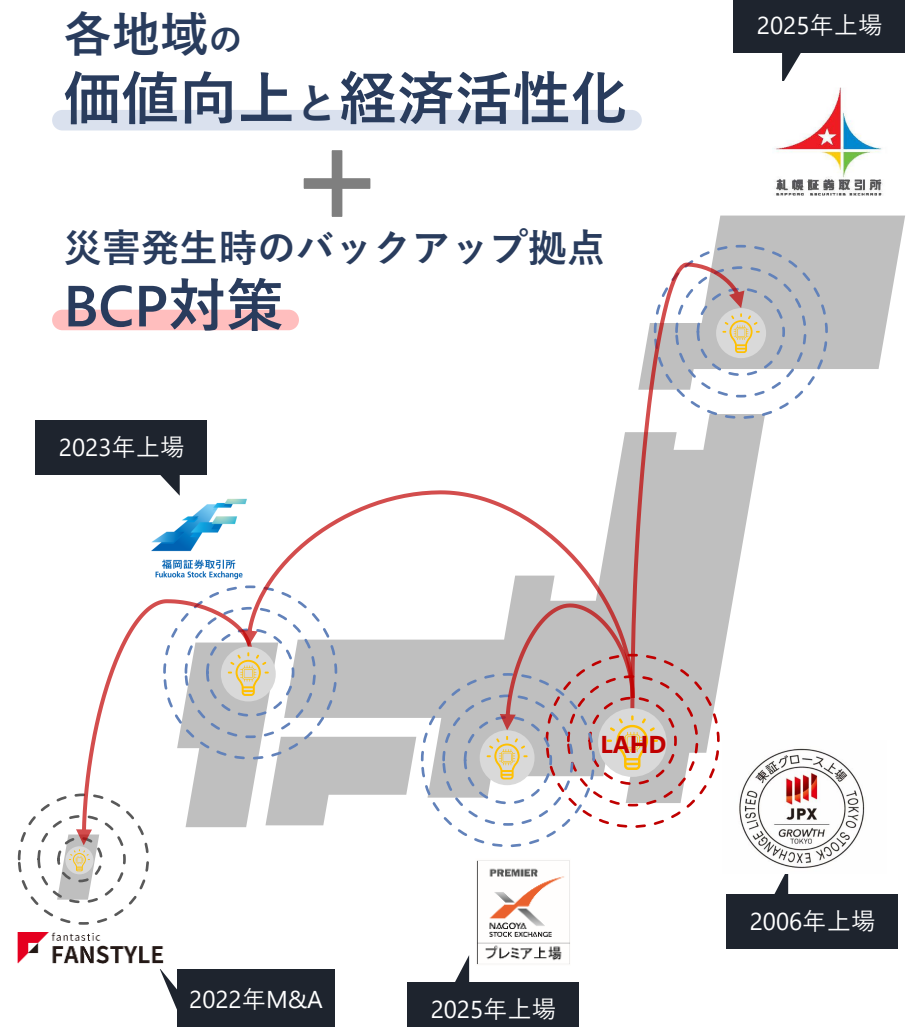 各地域の
価値向上と経済活性化
+
災害発生時のバックアップ拠点
BCP対策
2025年上場
札幌証券取引所
SAPPORO SECURITIES EXCHANGE
2023年上場
福岡証券取引所
Fukuoka Stock Exchange
LAHD
東証グロース上場
TOKYO STOCK EXCHANGE LISTED
JPX
GROWTH
TOKYO
2006年上場
PREMIER
NAGOYA
STOCK EXCHANGE
プレミア上場
2025年上場
fantastic
FANSTYLE
2022年M&A